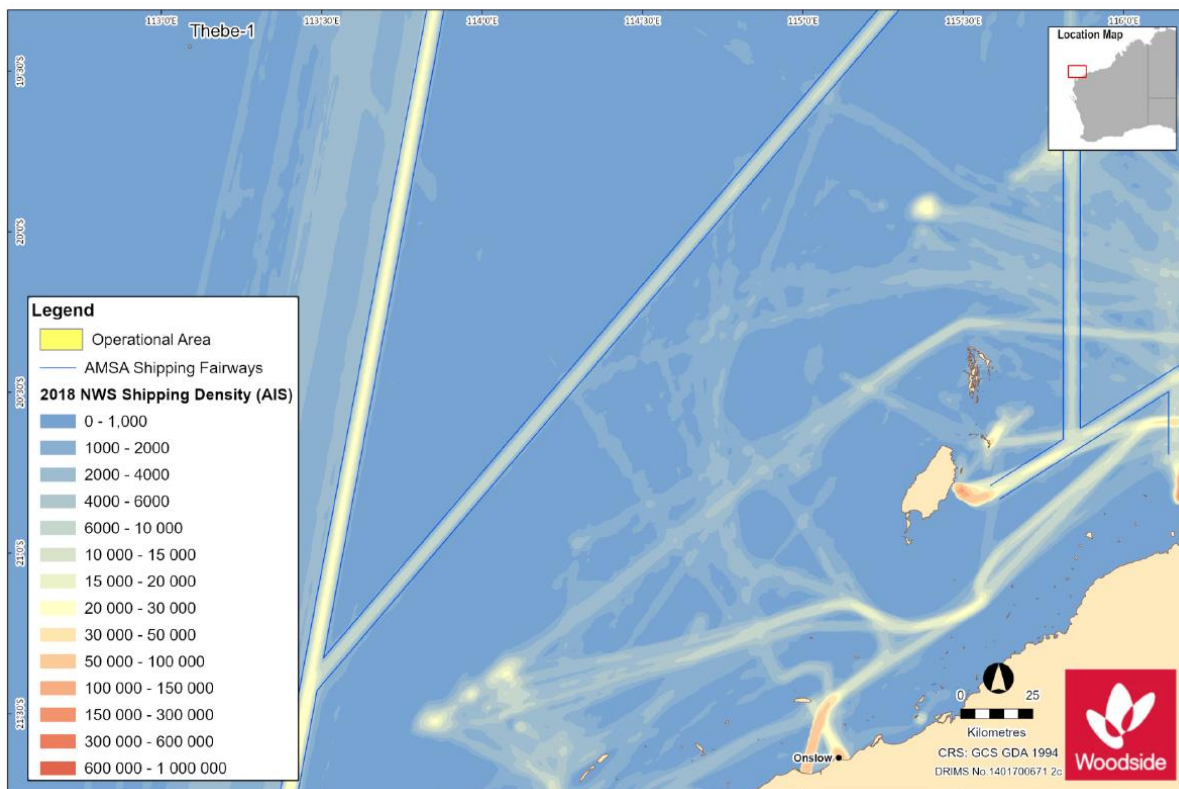 113°0'E
113°30'E
114°0'E
114°30'E
115°0'E
115°30'E
116°0'E
Thebe-1
Location Map
19°30'S
20°0'S
20°30'S
21°0'S
21°30'S
Legend
Operational Area
AMSA Shipping Fairways
2018 NWS Shipping Density (AIS)
0 - 1,000
1000 - 2000
2000 - 4000
4000 - 6000
6000 - 10 000
10 000 - 15 000
15 000 - 20 000
20 000 - 30 000
30 000 - 50 000
50 000 - 100 000
100 000 - 150 000
150 000 - 300 000
300 000 - 600 000
600 000 - 1 000 000
Onslow
0 25
Kilometres
CRS: GCS GDA 1994
DRIMS No.1401700671.2c
Woodside